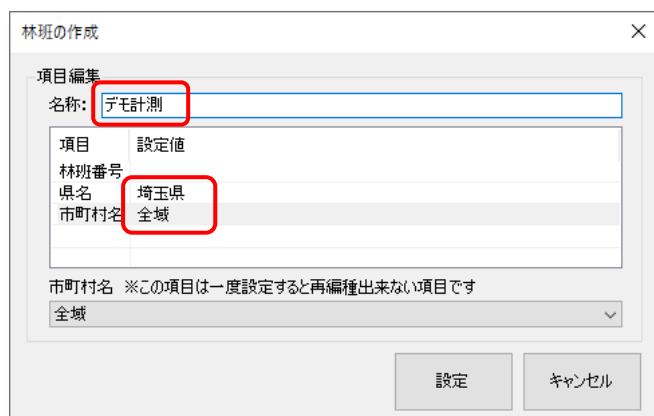 林班の作成
項目編集
名称: デモ計測
項目 設定値
林班番号
県名 埼玉県
市町村名 全域
市町村名 ※この項目は一度設定すると再編種出来ない項目です
全域
設定 キャンセル